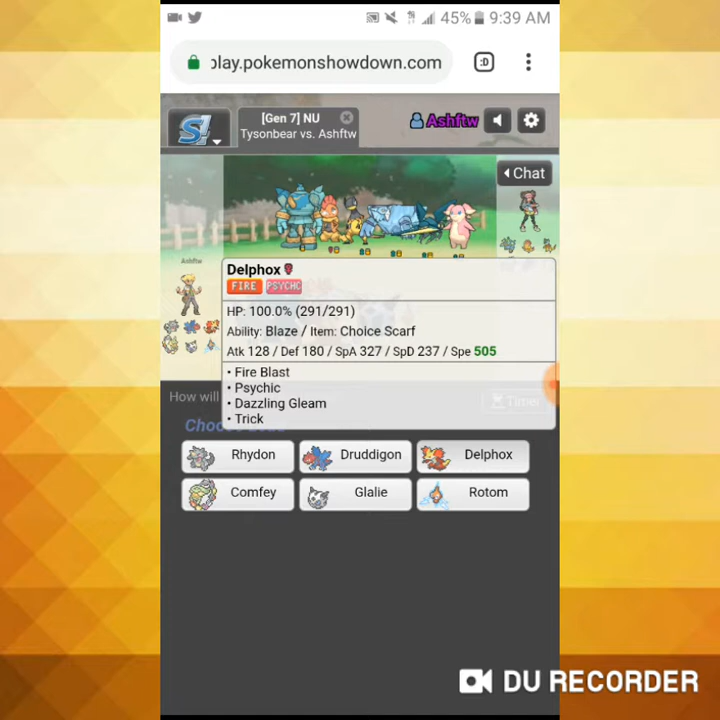 45% 9:39 AM
play.pokemonshowdown.com
:D
S!
[Gen 7] NU
Tysonbear vs. Ashftw
Ashftw
Chat
Ashftw
Delphox
FIRE PSYCHC
HP: 100.0% (291/291)
Ability: Blaze / Item: Choice Scarf
Atk 128 / Def 180 / SpA 327 / SpD 237 / Spe 505
• Fire Blast
• Psychic
• Dazzling Gleam
• Trick
How will
Timer
Rhydon
Druddigon
Delphox
Comfey
Glalie
Rotom
DU RECORDER